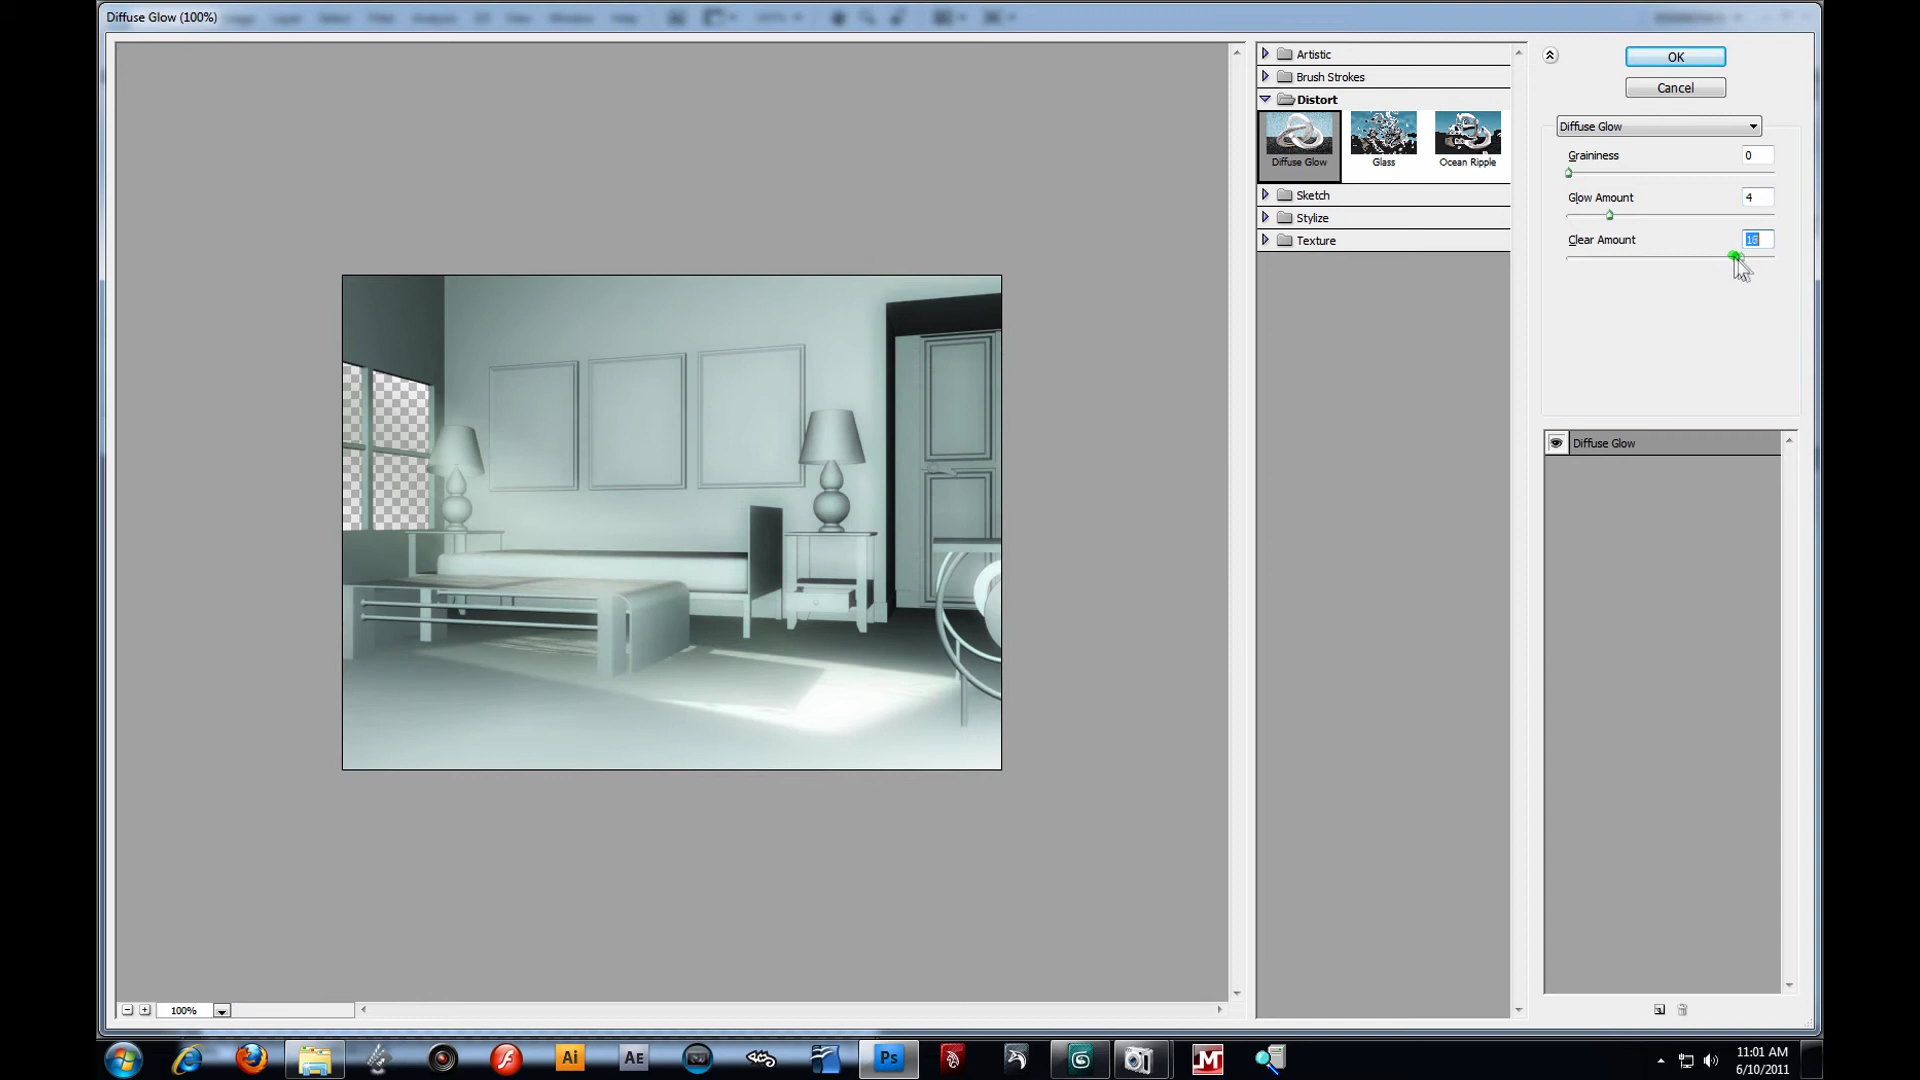 Diffuse Glow (100%)
Artistic
Brush Strokes
Distort
Diffuse Glow
Glass
Ocean Ripple
Sketch
Stylize
Texture
OK
Cancel
Diffuse Glow
Graininess
0
Glow Amount
4
Clear Amount
16
Diffuse Glow
100%
Ai
AE
Ps
11:01 AM
6/10/2011